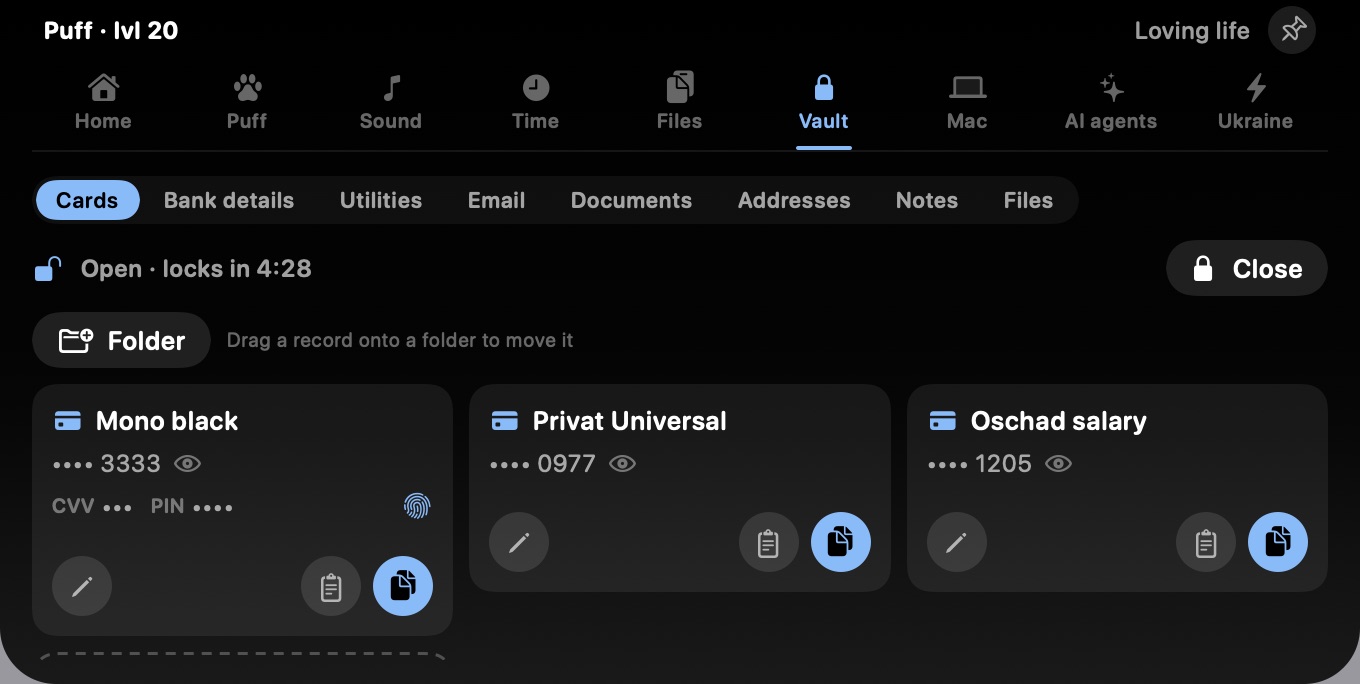 Puff · lvl 20
Loving life
Home
Puff
Sound
Time
Files
Vault
Mac
AI agents
Ukraine
Cards
Bank details
Utilities
Email
Documents
Addresses
Notes
Files
Open · locks in 4:28
Close
Folder
Drag a record onto a folder to move it
Mono black
•••• 3333
CVV ••• PIN ••••
Privat Universal
•••• 0977
Oschad salary
•••• 1205